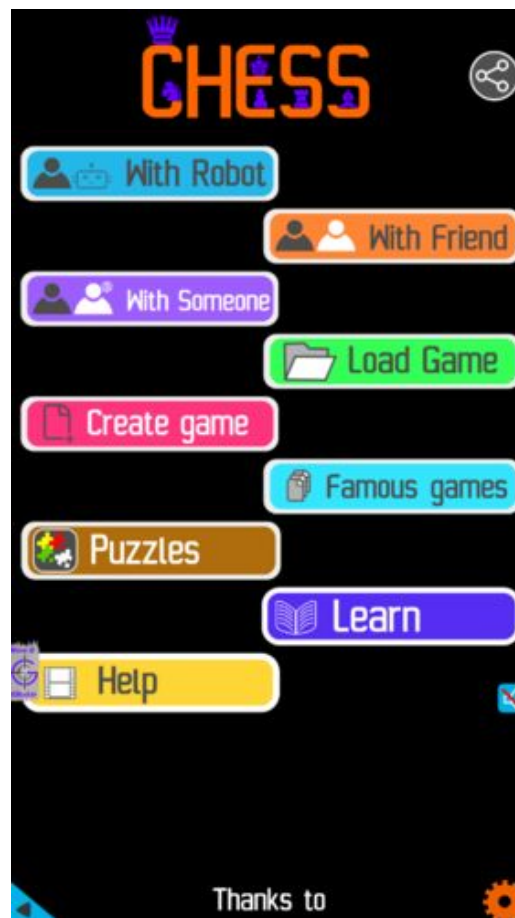 CHESS
With Robot
With Friend
With Someone
Load Game
Create game
Famous games
Puzzles
Learn
Help
Thanks to